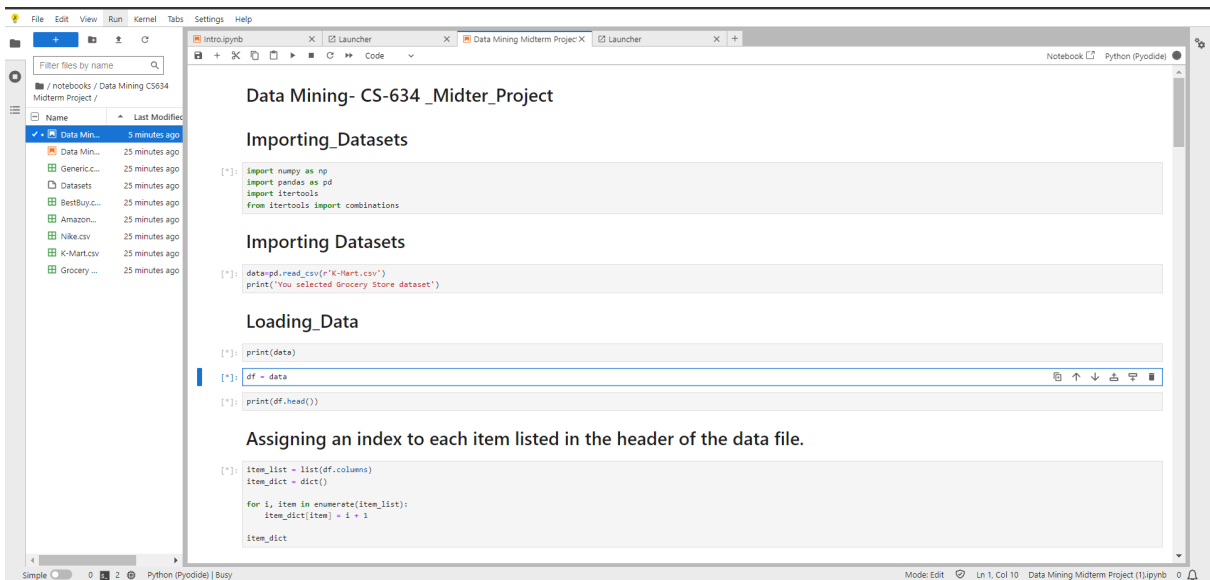 File Edit View Run Kernel Tabs Settings Help
Intro.ipynb
Launcher
Data Mining Midterm Projec
Launcher
Code
Notebook
Python (Pyodide)
Filter files by name
/ notebooks / Data Mining CS634
Midterm Project /
Name
Last Modified
Data Min... 5 minutes ago
Data Min... 25 minutes ago
Generic.c... 25 minutes ago
Datasets 25 minutes ago
BestBuy.c... 25 minutes ago
Amazon... 25 minutes ago
Nike.csv 25 minutes ago
K-Mart.csv 25 minutes ago
Grocery ... 25 minutes ago
Data Mining- CS-634 _Midter_Project
Importing_Datasets
[*]: import numpy as np
import pandas as pd
import itertools
from itertools import combinations
Importing Datasets
[*]: data=pd.read_csv(r'K-Mart.csv')
print('You selected Grocery Store dataset')
Loading_Data
[*]: print(data)
[*]: df = data
[*]: print(df.head())
Assigning an index to each item listed in the header of the data file.
[*]: item_list = list(df.columns)
item_dict = dict()
for i, item in enumerate(item_list):
item_dict[item] = i + 1
item_dict
Simple 0 2 Python (Pyodide) | Busy
Mode: Edit Ln 1, Col 10 Data Mining Midterm Project (1).ipynb 0